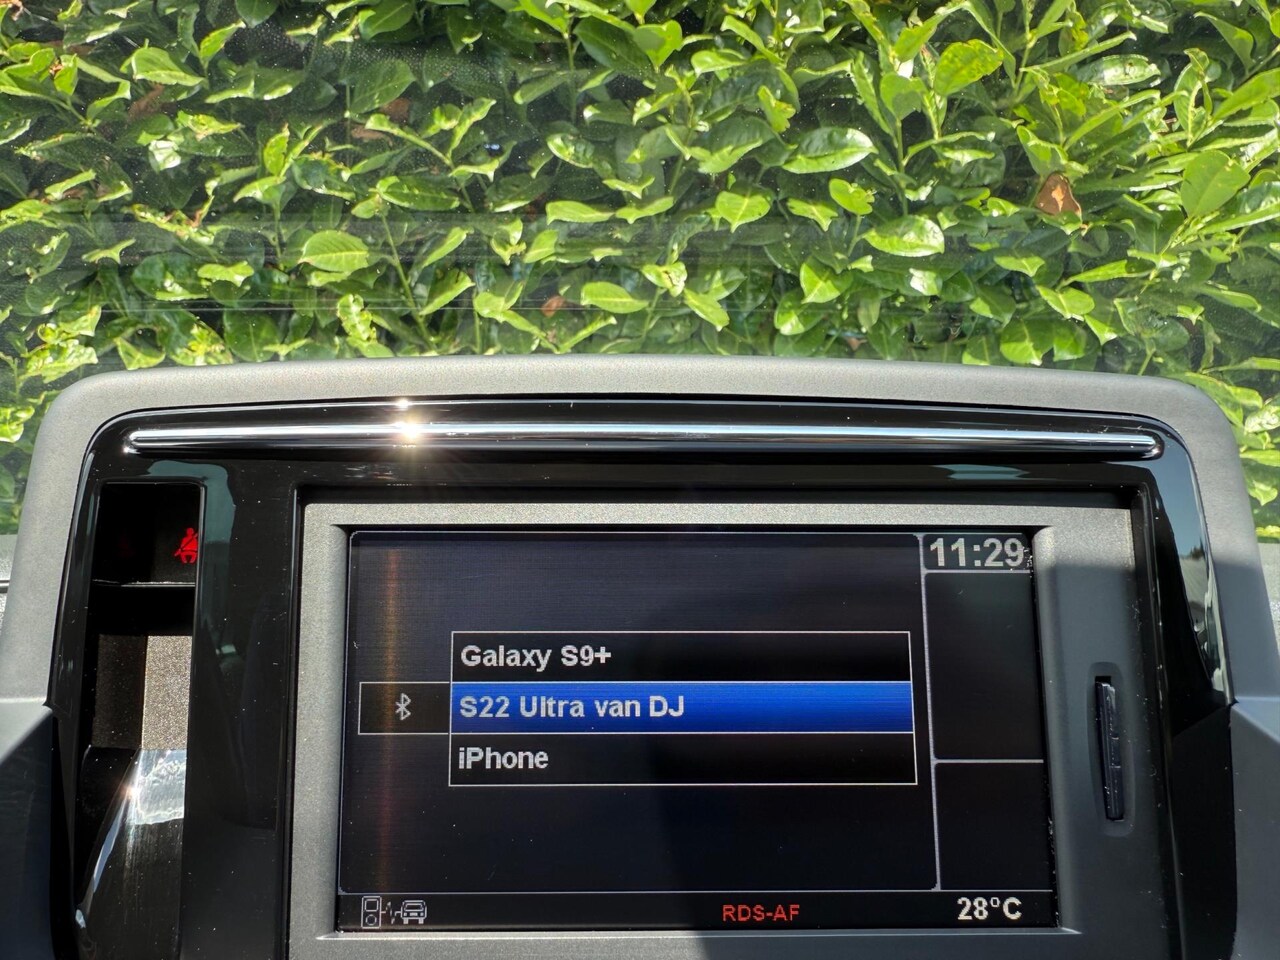 11:29
Galaxy S9+
S22 Ultra van DJ
iPhone
RDS-AF
28°C